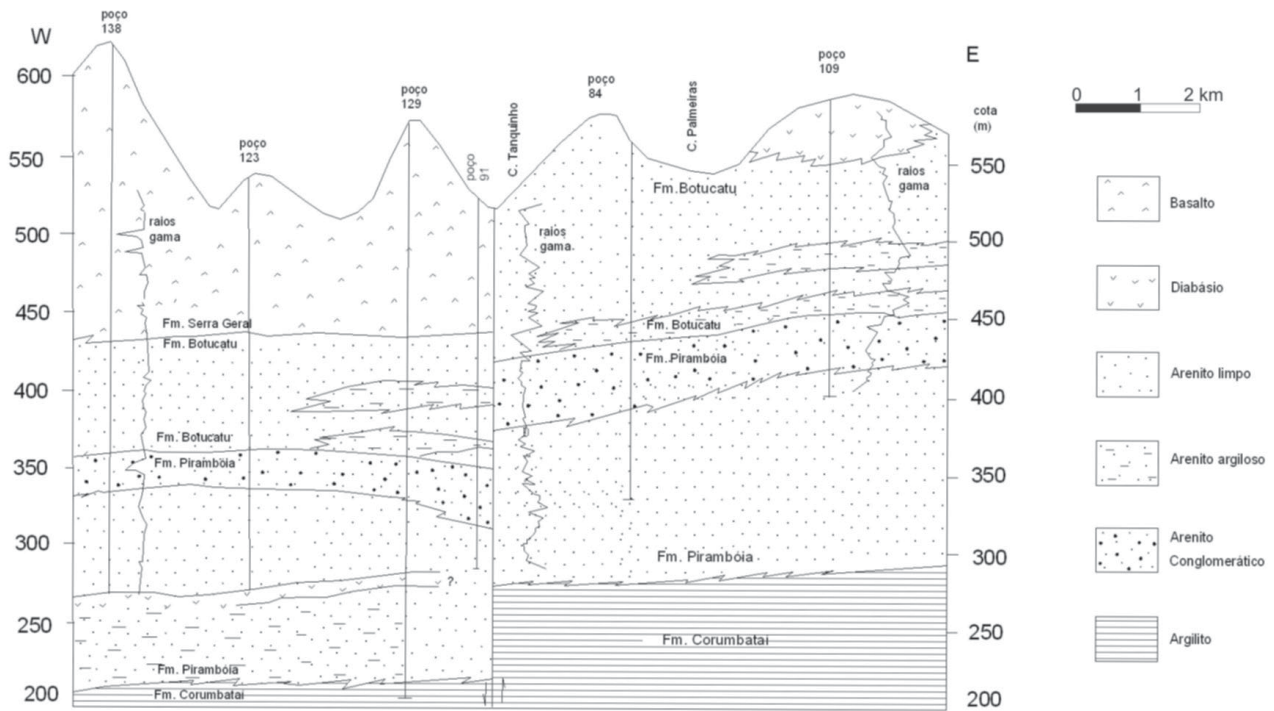 W
poço
138
600
550
500
450
400
350
300
250
200
poço
123
poço
129
poço
91
C. Tanquinho
poço
84
C. Palmeiras
poço
109
E
cota
(m)
550
500
450
400
350
300
250
200
raios
gama
raios
gama
raios
gama
Fm. Serra Geral
Fm. Botucatu
Fm. Botucatu
Fm. Pirambóia
?
Fm. Pirambóia
Fm. Corumbatai
Fm.Botucatu
Fm. Botucatu
Fm. Pirambóia
Fm. Pirambóia
Fm. Corumbatai
0 1 2 km
Basalto
Diabásio
Arenito limpo
Arenito argiloso
Arenito
Conglomerático
Argilito